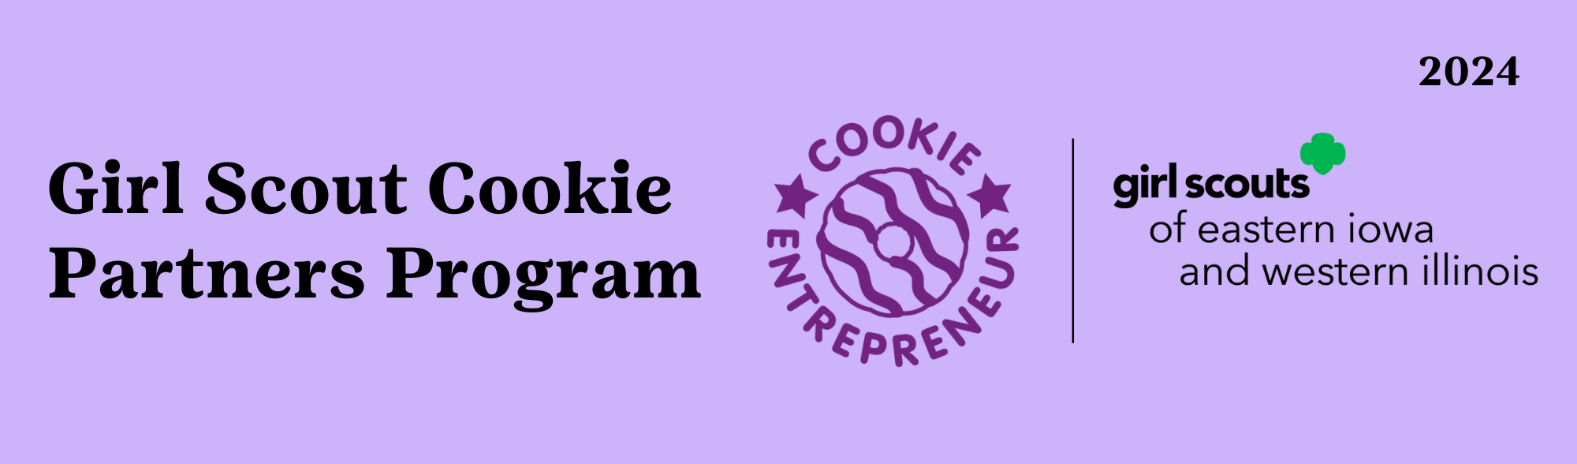 2024
Girl Scout Cookie
Partners Program
COOKIE
ENTREPRENEUR
girl scouts
of eastern iowa
and western illinois